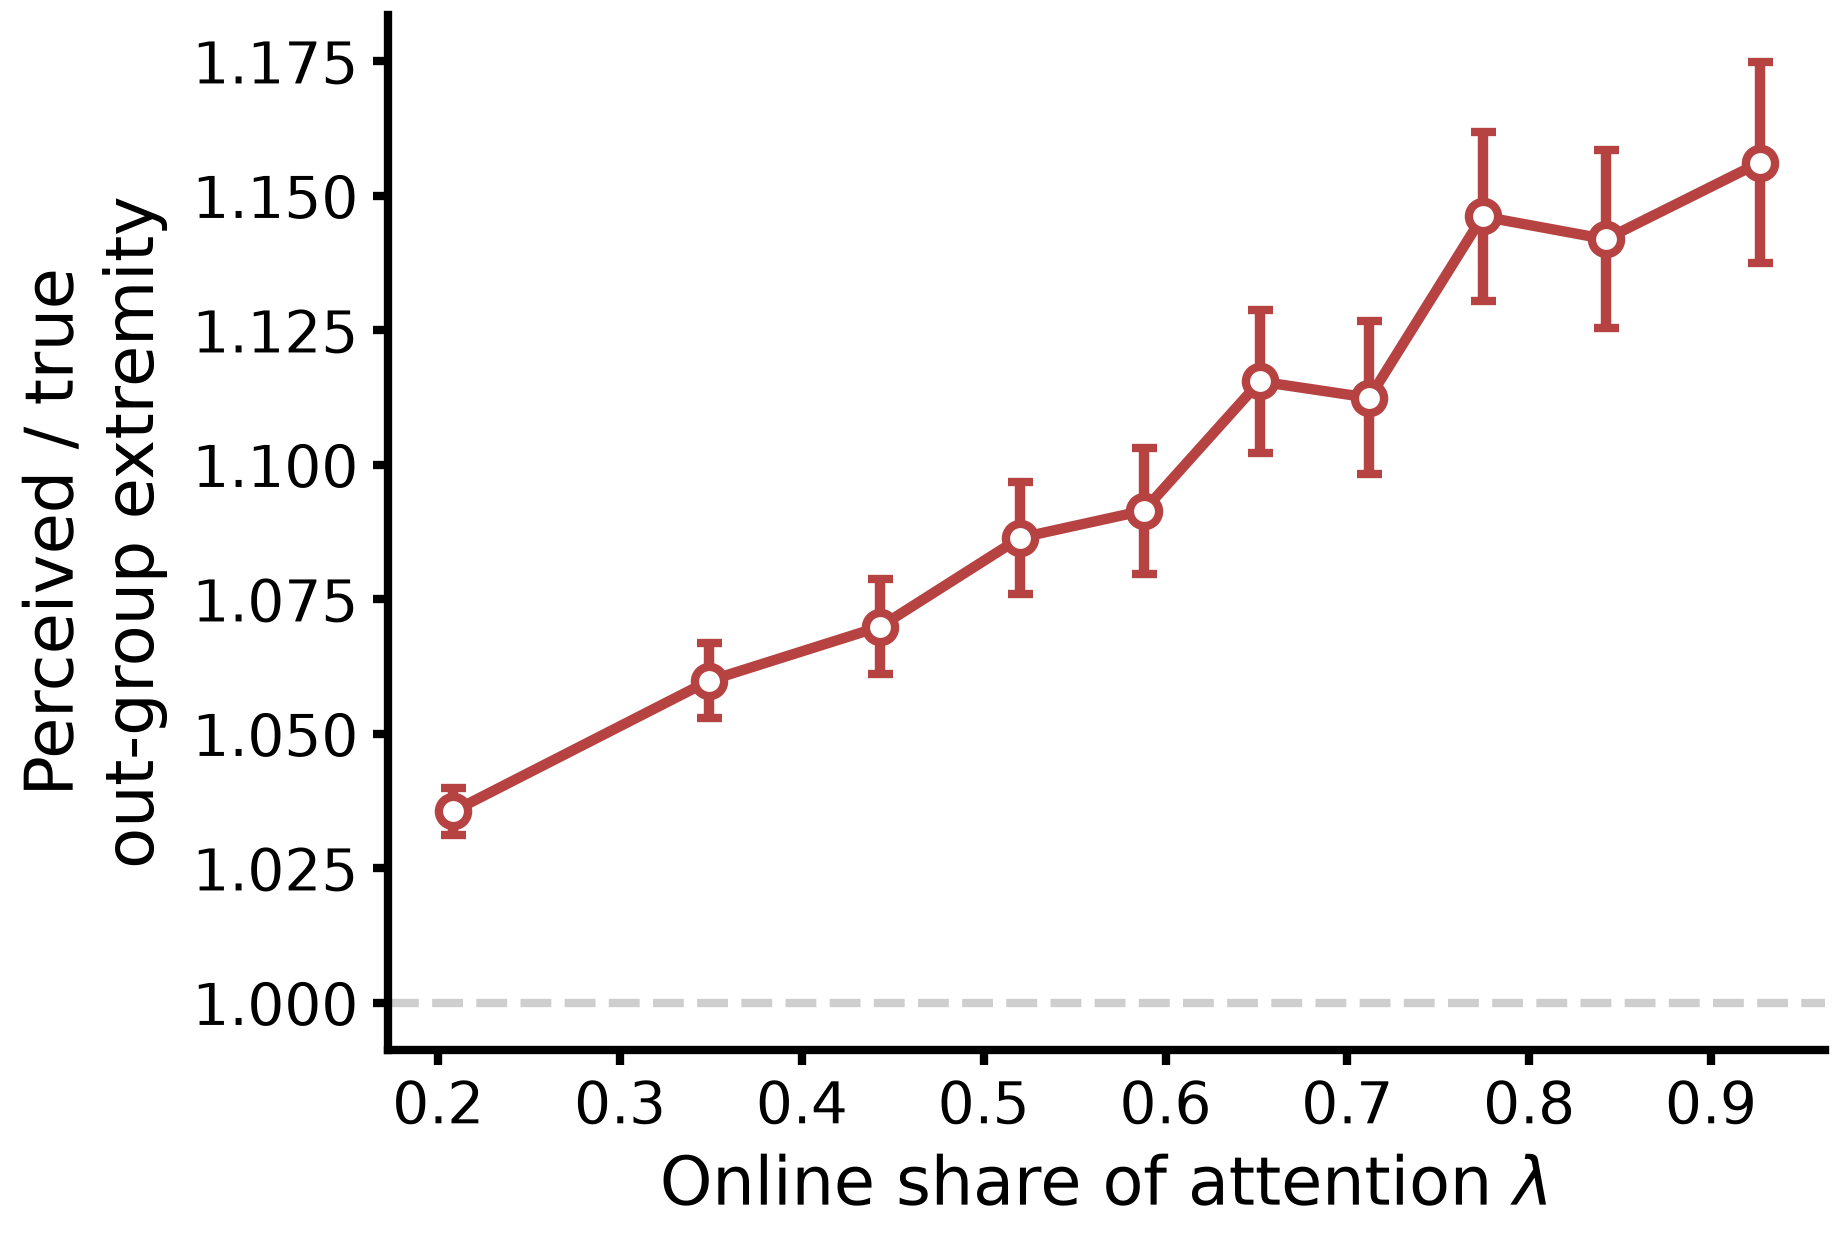 Perceived / true
out-group extremity
1.175
1.150
1.125
1.100
1.075
1.050
1.025
1.000
0.2 0.3 0.4 0.5 0.6 0.7 0.8 0.9
Online share of attention λ